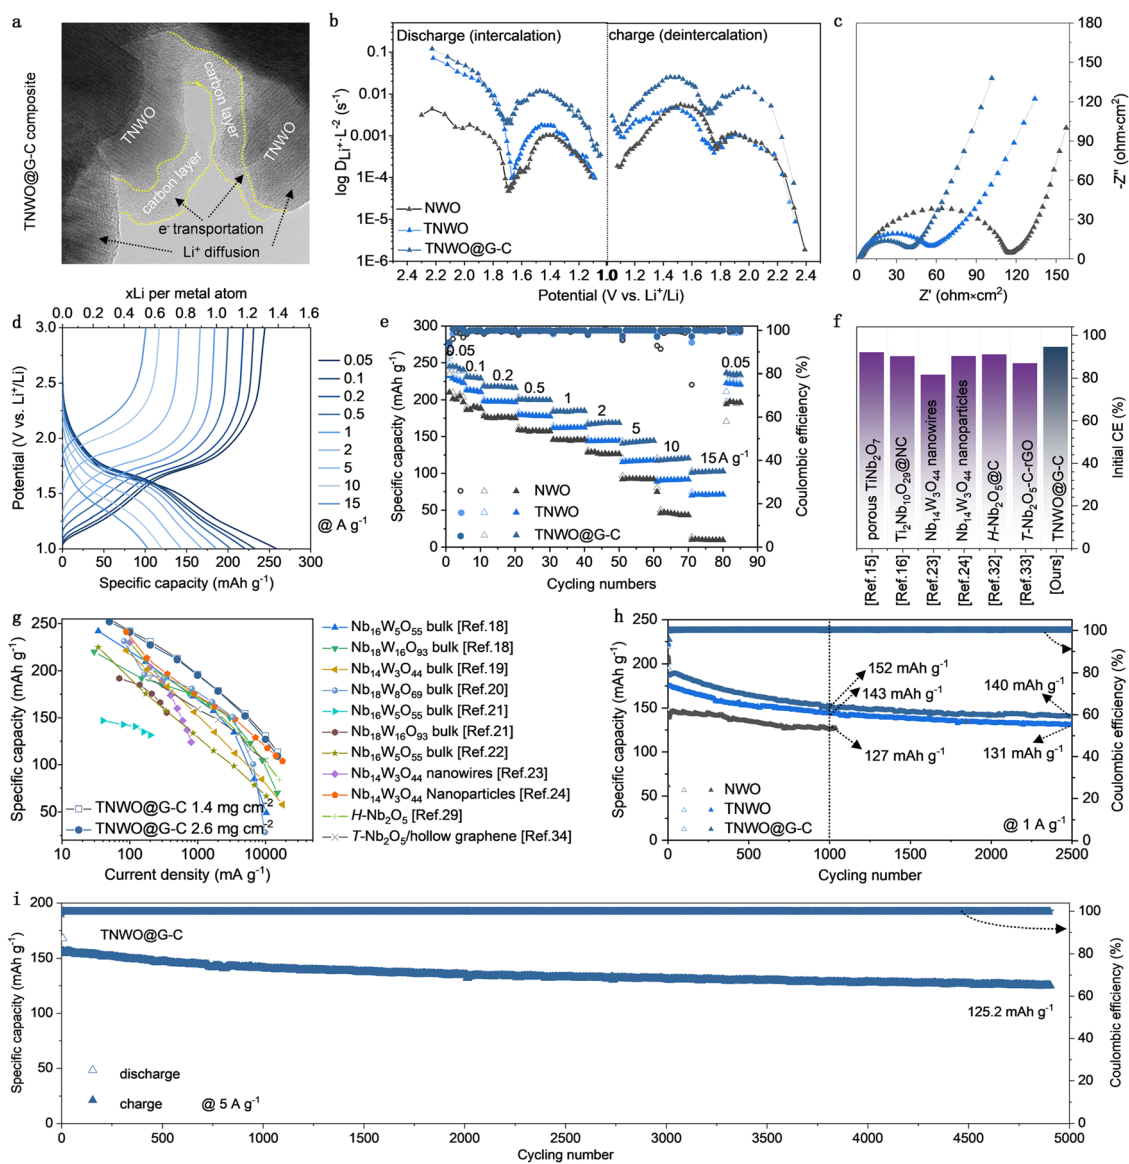 a
TNWO@G-C composite
TNWO
carbon layer
TNWO
carbon layer
e⁻ transportation
Li⁺ diffusion
b
Discharge (intercalation)
charge (deintercalation)
log D_Li⁺·L⁻² (s⁻¹)
0.1
0.01
0.001
1E-4
1E-5
1E-6
NWO
TNWO
TNWO@G-C
2.4 2.2 2.0 1.8 1.6 1.4 1.2 1.0 1.2 1.4 1.6 1.8 2.0 2.2 2.4
Potential (V vs. Li⁺/Li)
c
180
150
120
90
60
30
0
-Z'' (ohm×cm²)
0 30 60 90 120 150
Z' (ohm×cm²)
d
xLi per metal atom
0.0 0.2 0.4 0.6 0.8 1.0 1.2 1.4 1.6
Potential (V vs. Li⁺/Li)
3.0
2.5
2.0
1.5
1.0
0 50 100 150 200 250 300
Specific capacity (mAh g⁻¹)
0.05
0.1
0.2
0.5
1
2
5
10
15
@ A g⁻¹
e
Specific capacity (mAh g⁻¹)
300
250
200
150
100
50
0
0.05
0.1
0.2
0.5
1
2
5
10
15 A g⁻¹
0.05
NWO
TNWO
TNWO@G-C
0 10 20 30 40 50 60 70 80 90
Cycling numbers
100
80
60
40
20
0
Coulombic efficiency (%)
f
porous TiNb₂O₇
Ti₂Nb₁₀O₂₉@NC
Nb₁₄W₃O₄₄ nanowires
Nb₁₄W₃O₄₄ nanoparticles
H-Nb₂O₅@C
T-Nb₂O₅-C-rGO
TNWO@G-C
[Ref.15]
[Ref.16]
[Ref.23]
[Ref.24]
[Ref.32]
[Ref.33]
[Ours]
100
80
60
40
20
0
Initial CE (%)
g
Specific capacity (mAh g⁻¹)
250
200
150
100
50
TNWO@G-C 1.4 mg cm⁻²
TNWO@G-C 2.6 mg cm⁻²
10 100 1000 10000
Current density (mA g⁻¹)
Nb₁₆W₅O₅₅ bulk [Ref.18]
Nb₁₈W₁₆O₉₃ bulk [Ref.18]
Nb₁₄W₃O₄₄ bulk [Ref.19]
Nb₁₈W₈O₆₉ bulk [Ref.20]
Nb₁₆W₅O₅₅ bulk [Ref.21]
Nb₁₈W₁₆O₉₃ bulk [Ref.21]
Nb₁₆W₅O₅₅ bulk [Ref.22]
Nb₁₄W₃O₄₄ nanowires [Ref.23]
Nb₁₄W₃O₄₄ Nanoparticles [Ref.24]
H-Nb₂O₅ [Ref.29]
T-Nb₂O₅/hollow graphene [Ref.34]
h
Specific capacity (mAh g⁻¹)
250
200
150
100
50
0
152 mAh g⁻¹
143 mAh g⁻¹
127 mAh g⁻¹
140 mAh g⁻¹
131 mAh g⁻¹
NWO
TNWO
TNWO@G-C
@ 1 A g⁻¹
0 500 1000 1500 2000 2500
Cycling number
100
80
60
40
20
0
Coulombic efficiency (%)
i
Specific capacity (mAh g⁻¹)
200
150
100
50
0
TNWO@G-C
125.2 mAh g⁻¹
discharge
charge @ 5 A g⁻¹
0 500 1000 1500 2000 2500 3000 3500 4000 4500 5000
Cycling number
100
80
60
40
20
0
Coulombic efficiency (%)